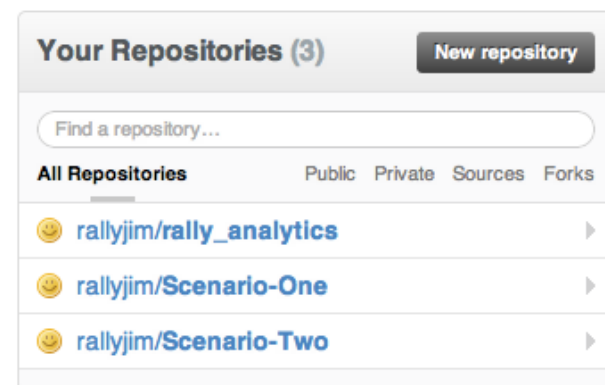 Your Repositories (3) New repository
Find a repository...
All Repositories Public Private Sources Forks
rallyjim/rally_analytics
rallyjim/Scenario-One
rallyjim/Scenario-Two